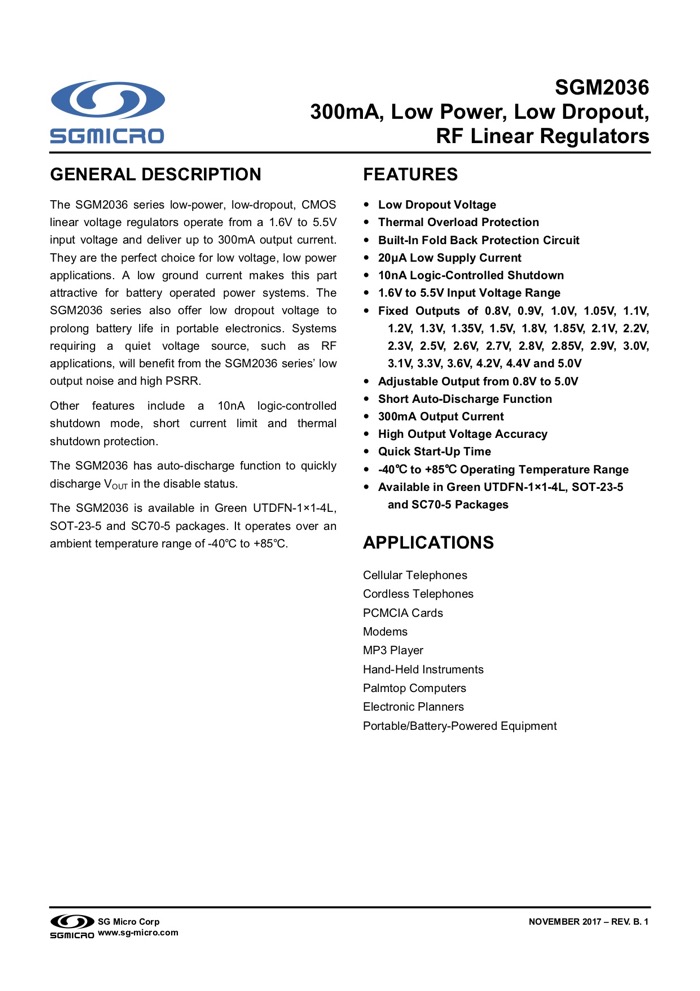 SGMICRO
SGM2036
300mA, Low Power, Low Dropout,
RF Linear Regulators
GENERAL DESCRIPTION
The SGM2036 series low-power, low-dropout, CMOS
linear voltage regulators operate from a 1.6V to 5.5V
input voltage and deliver up to 300mA output current.
They are the perfect choice for low voltage, low power
applications. A low ground current makes this part
attractive for battery operated power systems. The
SGM2036 series also offer low dropout voltage to
prolong battery life in portable electronics. Systems
requiring a quiet voltage source, such as RF
applications, will benefit from the SGM2036 series' low
output noise and high PSRR.
Other features include a 10nA logic-controlled
shutdown mode, short current limit and thermal
shutdown protection.
The SGM2036 has auto-discharge function to quickly
discharge VOUT in the disable status.
The SGM2036 is available in Green UTDFN-1×1-4L,
SOT-23-5 and SC70-5 packages. It operates over an
ambient temperature range of -40℃ to +85℃.
FEATURES
● Low Dropout Voltage
● Thermal Overload Protection
● Built-In Fold Back Protection Circuit
● 20μA Low Supply Current
● 10nA Logic-Controlled Shutdown
● 1.6V to 5.5V Input Voltage Range
● Fixed Outputs of 0.8V, 0.9V, 1.0V, 1.05V, 1.1V,
1.2V, 1.3V, 1.35V, 1.5V, 1.8V, 1.85V, 2.1V, 2.2V,
2.3V, 2.5V, 2.6V, 2.7V, 2.8V, 2.85V, 2.9V, 3.0V,
3.1V, 3.3V, 3.6V, 4.2V, 4.4V and 5.0V
● Adjustable Output from 0.8V to 5.0V
● Short Auto-Discharge Function
● 300mA Output Current
● High Output Voltage Accuracy
● Quick Start-Up Time
● -40℃ to +85℃ Operating Temperature Range
● Available in Green UTDFN-1×1-4L, SOT-23-5
and SC70-5 Packages
APPLICATIONS
Cellular Telephones
Cordless Telephones
PCMCIA Cards
Modems
MP3 Player
Hand-Held Instruments
Palmtop Computers
Electronic Planners
Portable/Battery-Powered Equipment
SGMICRO
SG Micro Corp
www.sg-micro.com
NOVEMBER 2017 – REV. B. 1